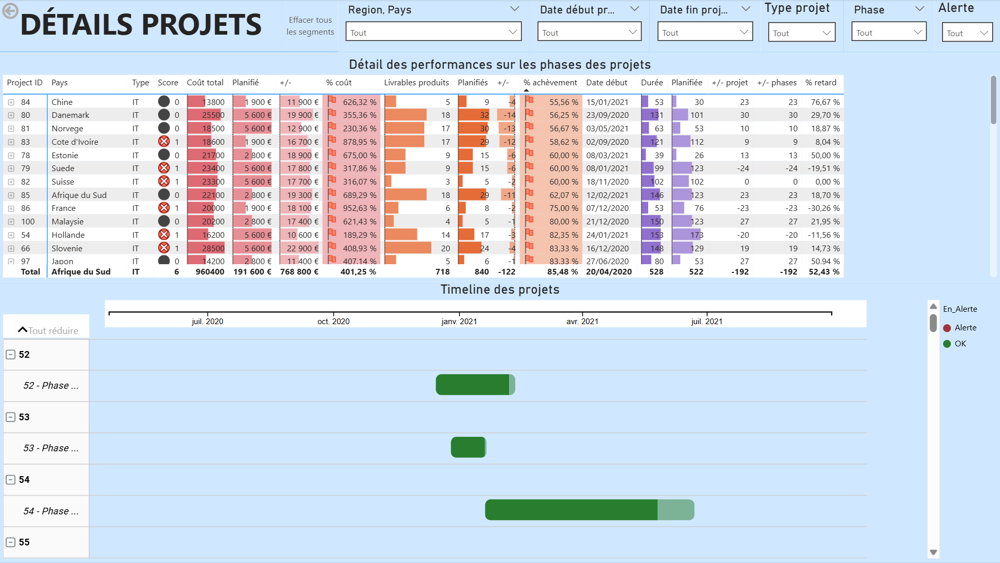 DÉTAILS PROJETS
Effacer tous
les segments
Region, Pays
Tout
Date début pr...
Tout
Date fin proj...
Tout
Type projet
Tout
Phase
Tout
Alerte
Tout
Détail des performances sur les phases des projets
Project ID Pays Type Score Coût total Planifié +/- % coût Livrables produits Planifiés +/- % achèvement Date début Durée Planifiée +/- projet +/- phases % retard
84 Chine IT 0 13800 1 900 € 11 900 € 626,32 % 5 9 -4 55,56 % 15/01/2021 53 30 23 23 76,67 %
80 Danemark IT 0 25500 5 600 € 19 900 € 355,36 % 18 32 -14 56,25 % 23/09/2020 131 101 30 30 29,70 %
81 Norvege IT 0 18500 5 600 € 12 900 € 230,36 % 17 30 -13 56,67 % 03/05/2021 63 53 10 10 18,87 %
83 Cote d'Ivoire IT 1 18600 1 900 € 16 700 € 878,95 % 17 29 -12 58,62 % 02/09/2020 121 112 9 9 8,04 %
78 Estonie IT 0 21700 2 800 € 18 900 € 675,00 % 9 15 -6 60,00 % 08/03/2021 39 26 13 13 50,00 %
79 Suede IT 1 23400 5 600 € 17 800 € 317,86 % 9 15 -6 60,00 % 08/01/2021 99 123 -24 -24 -19,51 %
82 Suisse IT 1 23300 5 600 € 17 700 € 316,07 % 3 5 -2 60,00 % 18/11/2020 102 102 0 0 0,00 %
85 Afrique du Sud IT 0 22100 2 800 € 19 300 € 689,29 % 18 29 -11 62,07 % 12/02/2021 146 123 23 23 18,70 %
86 France IT 1 20000 1 900 € 18 100 € 952,63 % 6 8 -2 75,00 % 07/12/2020 53 76 -23 -23 -30,26 %
100 Malaysie IT 0 20200 2 800 € 17 400 € 621,43 % 4 5 -1 80,00 % 21/12/2020 150 123 27 27 21,95 %
54 Hollande IT 1 16200 5 600 € 10 600 € 189,29 % 14 17 -3 82,35 % 24/01/2021 153 173 -20 -20 -11,56 %
66 Slovenie IT 1 28500 5 600 € 22 900 € 408,93 % 20 24 -4 83,33 % 16/12/2020 148 129 19 19 14,73 %
97 Japon IT 0 14200 2 800 € 11 400 € 407,14 % 5 6 -1 83,33 % 27/06/2020 80 53 27 27 50,94 %
Total Afrique du Sud IT 6 960400 191 600 € 768 800 € 401,25 % 718 840 -122 85,48 % 20/04/2020 528 522 -192 -192 52,43 %
Timeline des projets
juil. 2020 oct. 2020 janv. 2021 avr. 2021 juil. 2021
Tout réduire
52
52 - Phase ...
53
53 - Phase ...
54
54 - Phase ...
55
En_Alerte
Alerte
OK